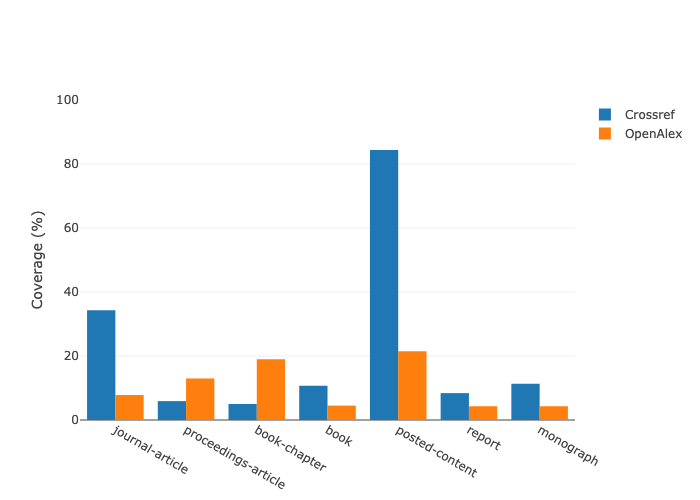 100
80
60
40
20
0
Coverage (%)
journal-article
proceedings-article
book-chapter
book
posted-content
report
monograph
Crossref
OpenAlex